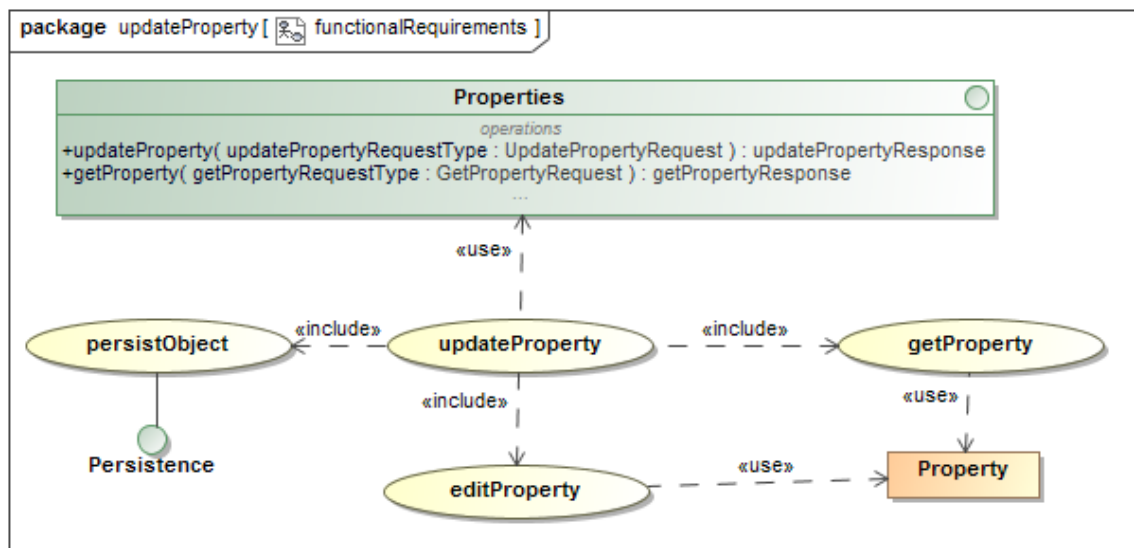 package updateProperty [ functionalRequirements ]
Properties
operations
+updateProperty( updatePropertyRequestType : UpdatePropertyRequest ) : updatePropertyResponse
+getProperty( getPropertyRequestType : GetPropertyRequest ) : getPropertyResponse
...
«use»
«include»
«include»
persistObject
updateProperty
getProperty
«include»
«use»
Persistence
«use»
Property
editProperty